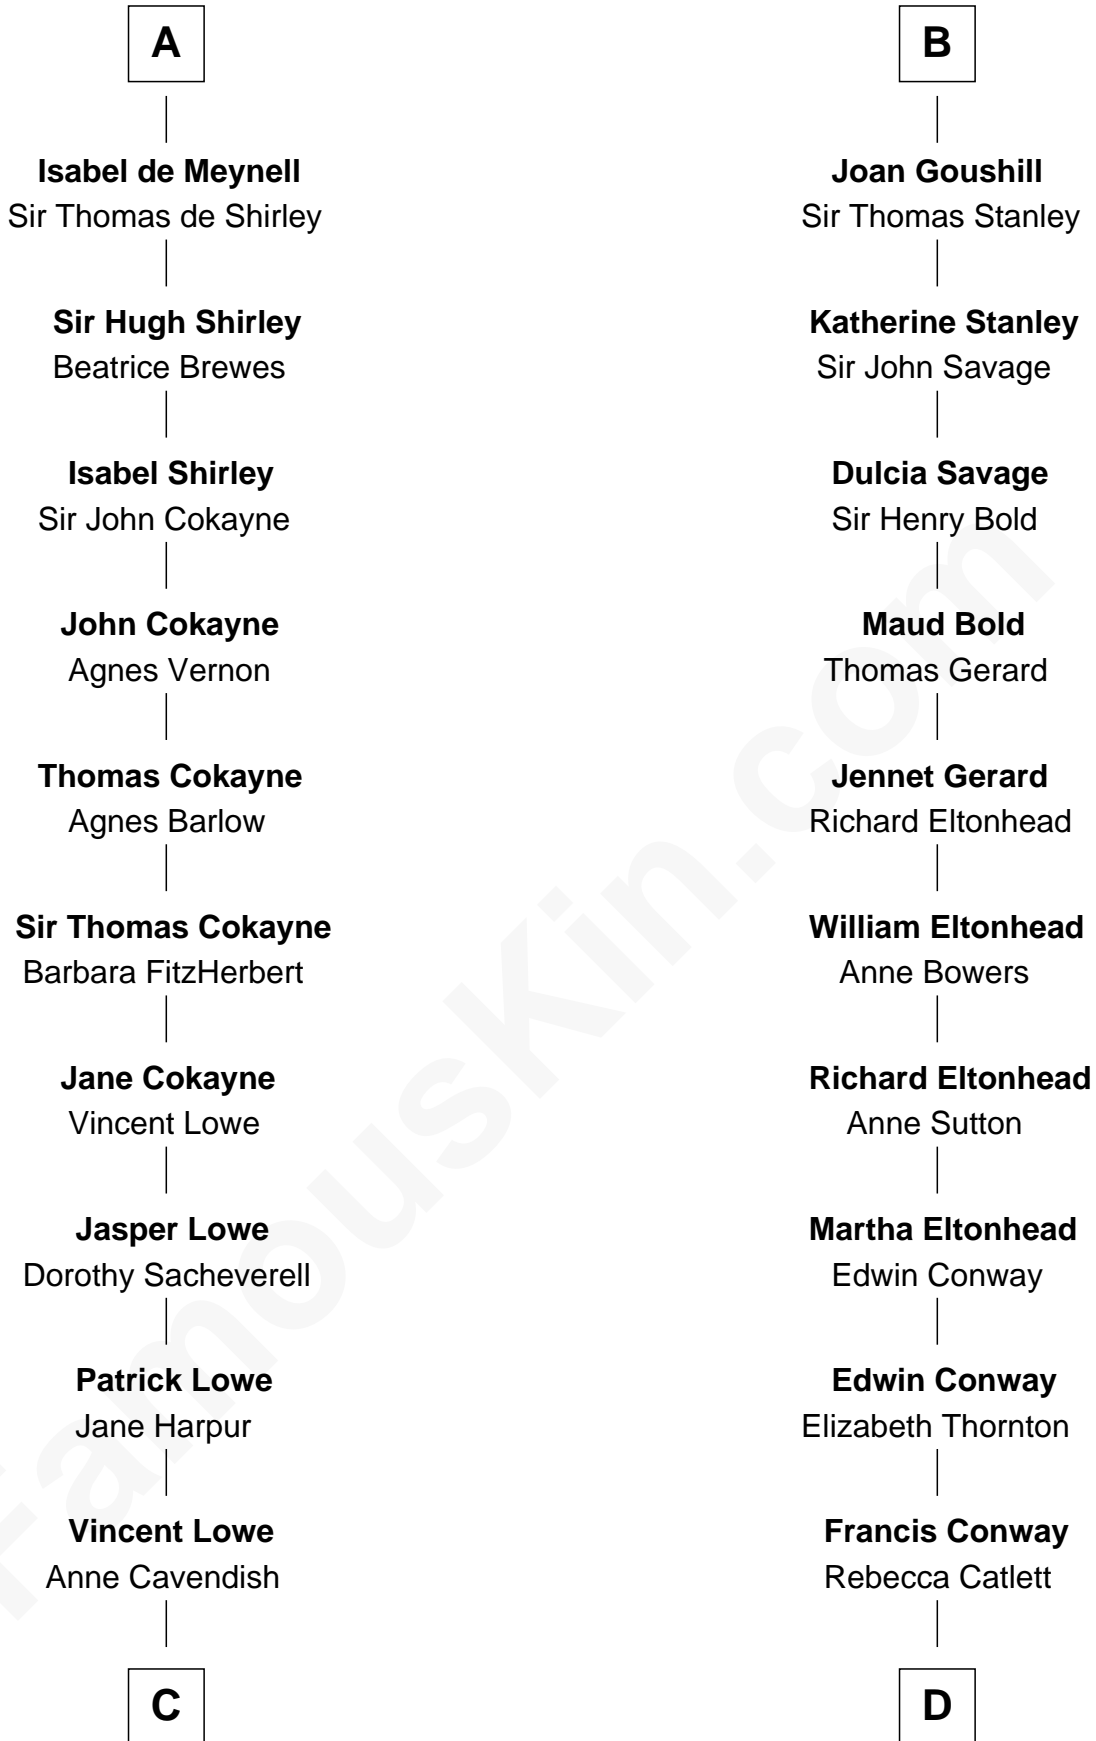 A
Isabel de Meynell
Sir Thomas de Shirley
Sir Hugh Shirley
Beatrice Brewes
Isabel Shirley
Sir John Cokayne
John Cokayne
Agnes Vernon
Thomas Cokayne
Agnes Barlow
Sir Thomas Cokayne
Barbara FitzHerbert
Jane Cokayne
Vincent Lowe
Jasper Lowe
Dorothy Sacheverell
Patrick Lowe
Jane Harpur
Vincent Lowe
Anne Cavendish
C
B
Joan Goushill
Sir Thomas Stanley
Katherine Stanley
Sir John Savage
Dulcia Savage
Sir Henry Bold
Maud Bold
Thomas Gerard
Jennet Gerard
Richard Eltonhead
William Eltonhead
Anne Bowers
Richard Eltonhead
Anne Sutton
Martha Eltonhead
Edwin Conway
Edwin Conway
Elizabeth Thornton
Francis Conway
Rebecca Catlett
D
FamousKin.com